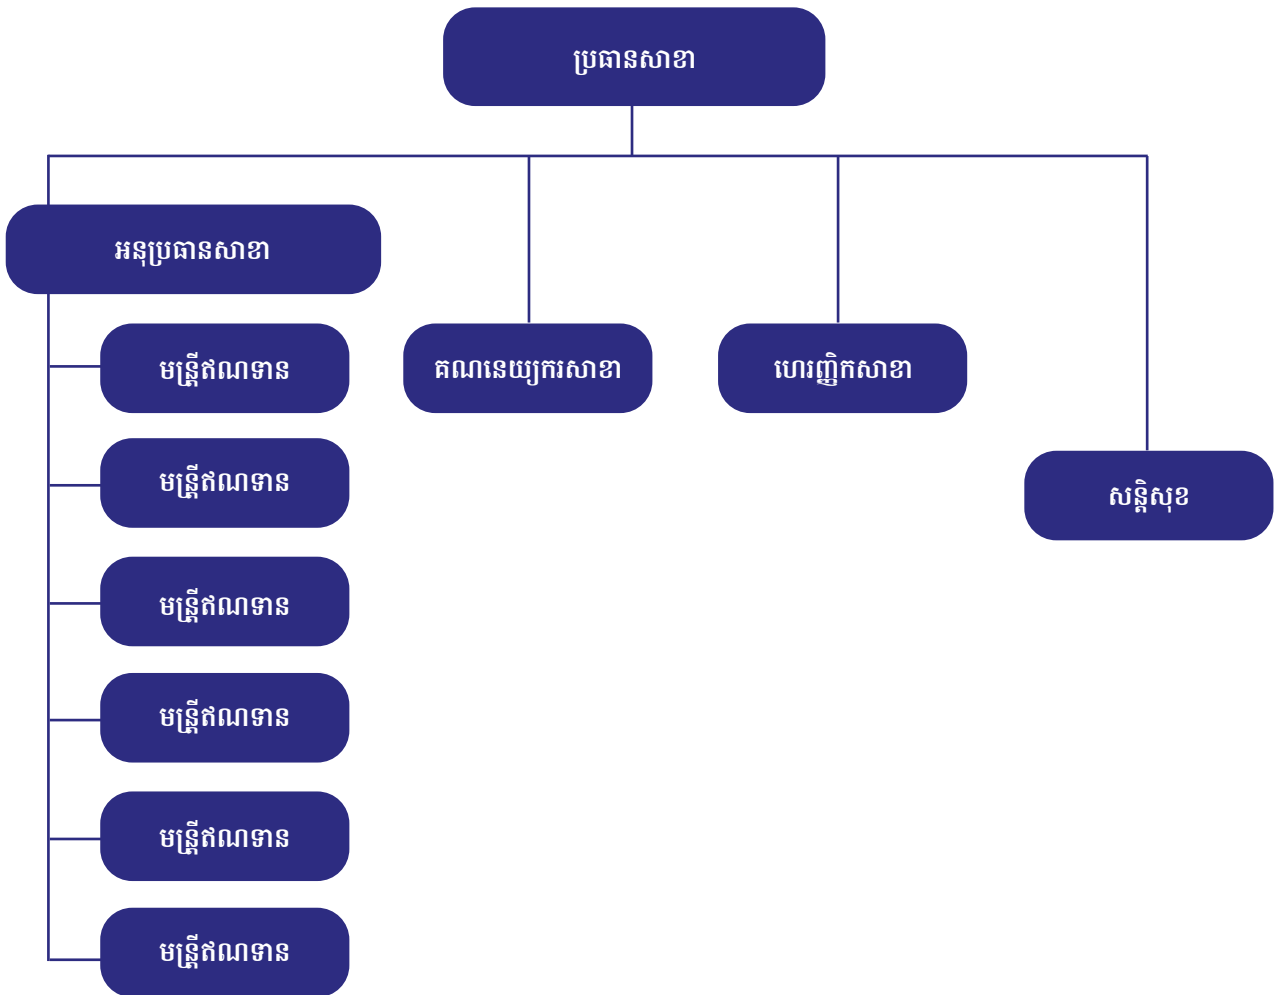 ប្រធានសាខា
អនុប្រធានសាខា
មន្ត្រីឥណទាន
គណនេយ្យករសាខា
ហេរញ្ញិកសាខា
មន្ត្រីឥណទាន
សន្តិសុខ
មន្ត្រីឥណទាន
មន្ត្រីឥណទាន
មន្ត្រីឥណទាន
មន្ត្រីឥណទាន